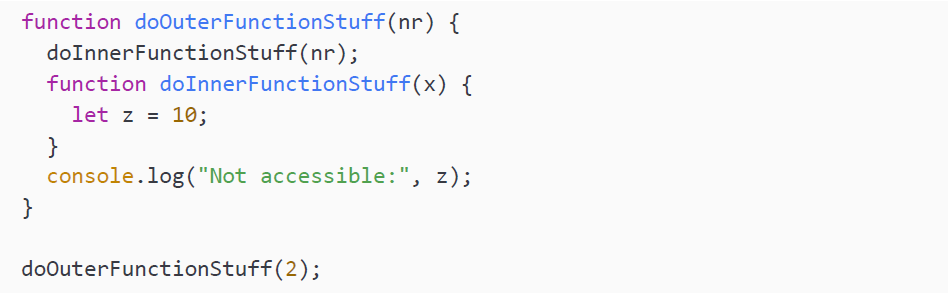 function doOuterFunctionStuff(nr) {
  doInnerFunctionStuff(nr);
  function doInnerFunctionStuff(x) {
    let z = 10;
  }
  console.log("Not accessible:", z);
}

doOuterFunctionStuff(2);